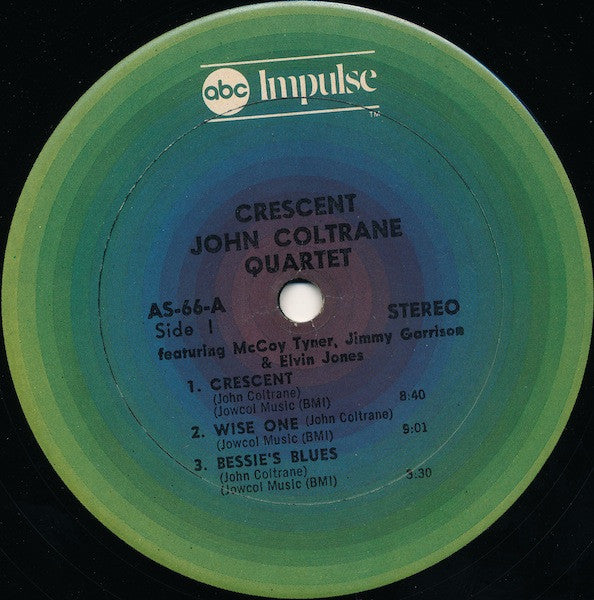 abc Impulse
TM
CRESCENT
JOHN COLTRANE
QUARTET
AS-66-A STEREO
Side 1
featuring McCoy Tyner, Jimmy Garrison
& Elvin Jones
1. CRESCENT
(John Coltrane)
(Jowcol Music (BMI) 8:40
2. WISE ONE (John Coltrane)
(Jowcol Music (BMI) 9:01
3. BESSIE'S BLUES
(John Coltrane)
(Jowcol Music (BMI) 3.30